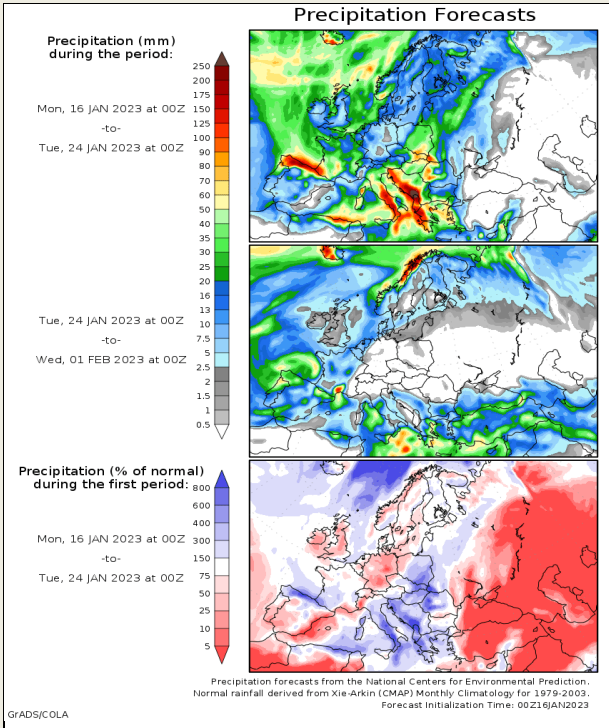 Precipitation Forecasts
Precipitation (mm)
during the period:
Mon, 16 JAN 2023 at 00Z
-to-
Tue, 24 JAN 2023 at 00Z
250
200
175
150
125
100
90
80
70
60
50
40
35
30
25
20
16
13
10
7.5
5
2.5
2
1.5
1
0.5
Tue, 24 JAN 2023 at 00Z
-to-
Wed, 01 FEB 2023 at 00Z
Precipitation (% of normal)
during the first period:
Mon, 16 JAN 2023 at 00Z
-to-
Tue, 24 JAN 2023 at 00Z
800
600
400
300
150
75
50
25
10
5
Precipitation forecasts from the National Centers for Environmental Prediction.
Normal rainfall derived from Xie-Arkin (CMAP) Monthly Climatology for 1979-2003.
Forecast Initialization Time: 00Z16JAN2023
GrADS/COLA